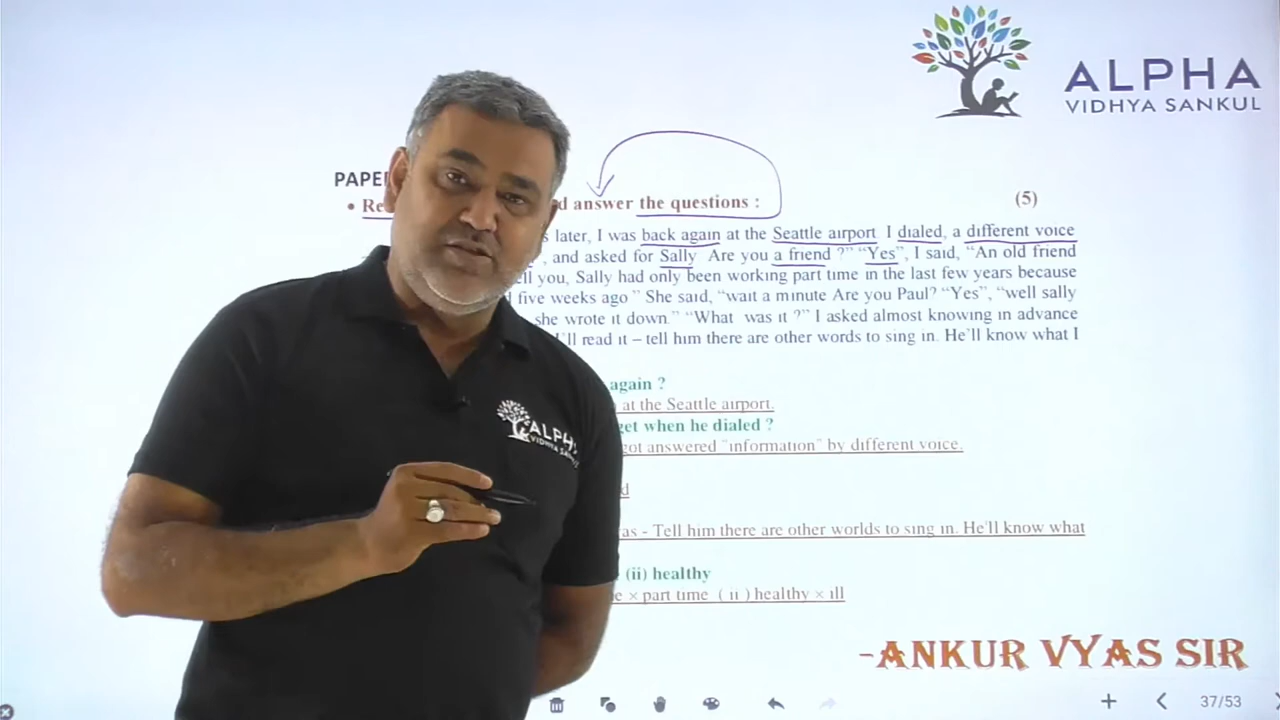 ALPHA
VIDHYA SANKUL
PAPE
• Re d answer the questions : (5)
s later, I was back again at the Seattle airport I dialed, a different voice
, and asked for Sally Are you a friend ?” “Yes”, I said, “An old friend
ell you, Sally had only been working part time in the last few years because
five weeks ago ” She said, “wait a minute Are you Paul? “Yes”, “well sally
she wrote it down.” “What was it ?” I asked almost knowing in advance
I'll read it – tell him there are other words to sing in. He'll know what I
again ?
at the Seattle airport.
get when he dialed ?
got answered “information” by different voice.
d
as - Tell him there are other worlds to sing in. He'll know what
(ii) healthy
e × part time ( ii ) healthy × ill
ALPH
VIDHYA SANK
-ANKUR VYAS SIR
37/53